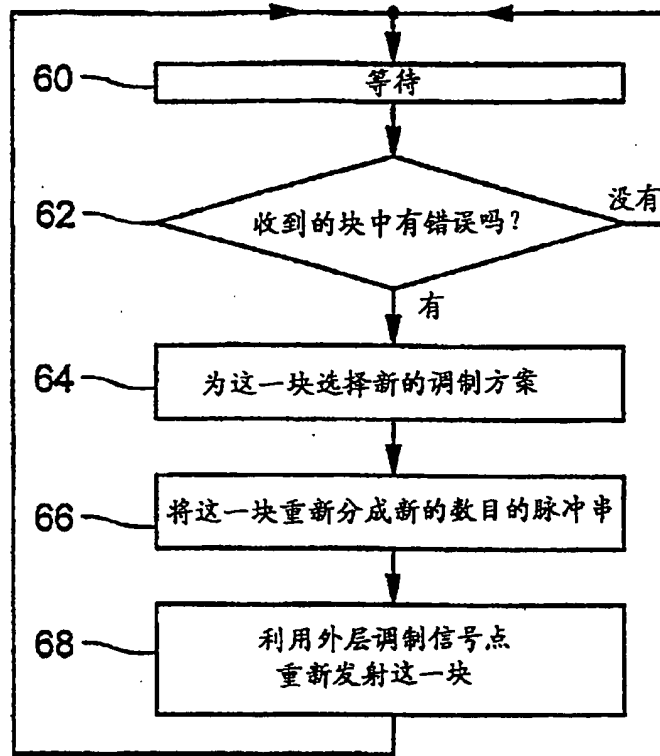 60
等待
62
收到的块中有错误吗？
没有
有
64
为这一块选择新的调制方案
66
将这一块重新分成新的数目的脉冲串
68
利用外层调制信号点
重新发射这一块